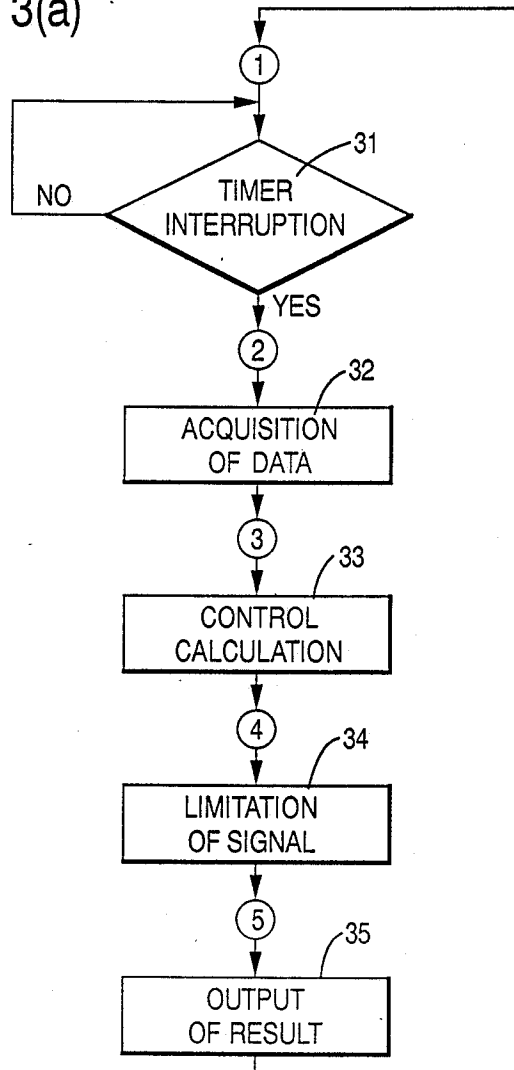 3(a)
1
31
TIMER
INTERRUPTION
NO
YES
2
32
ACQUISITION
OF DATA
3
33
CONTROL
CALCULATION
4
34
LIMITATION
OF SIGNAL
5
35
OUTPUT
OF RESULT